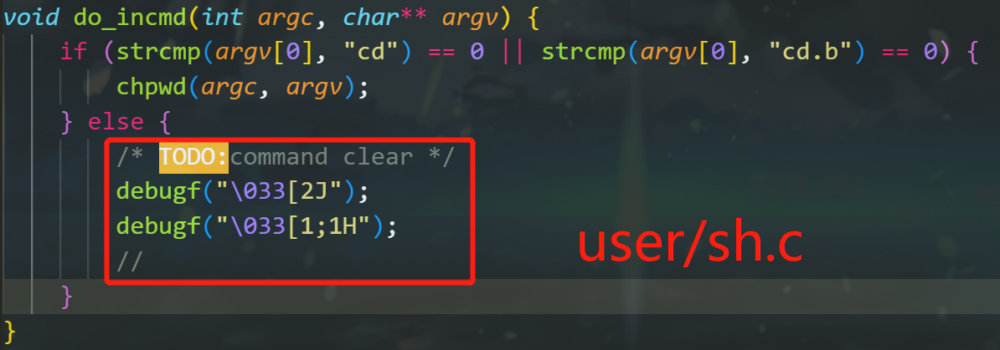 void do_incmd(int argc, char** argv) {
    if (strcmp(argv[0], "cd") == 0 || strcmp(argv[0], "cd.b") == 0) {
        chpwd(argc, argv);
    } else {
        /* TODO:command clear */
        debugf("\033[2J");
        debugf("\033[1;1H");
        //
    }
}
user/sh.c